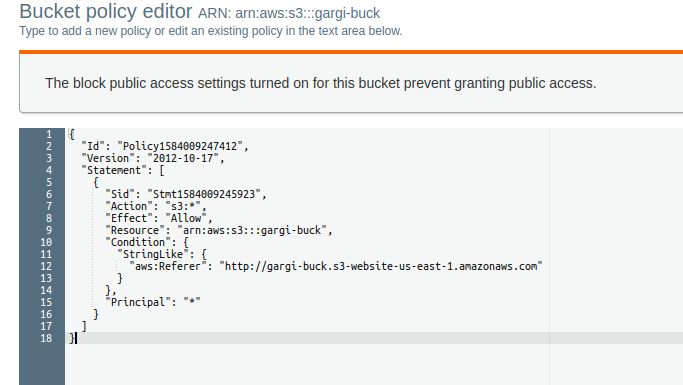 Bucket policy editor ARN: arn:aws:s3:::gargi-buck
Type to add a new policy or edit an existing policy in the text area below.
The block public access settings turned on for this bucket prevent granting public access.
1 {
2 "Id": "Policy1584009247412",
3 "Version": "2012-10-17",
4 "Statement": [
5 {
6 "Sid": "Stmt1584009245923",
7 "Action": "s3:*",
8 "Effect": "Allow",
9 "Resource": "arn:aws:s3:::gargi-buck",
10 "Condition": {
11 "StringLike": {
12 "aws:Referer": "http://gargi-buck.s3-website-us-east-1.amazonaws.com"
13 }
14 },
15 "Principal": "*"
16 }
17 ]
18 }